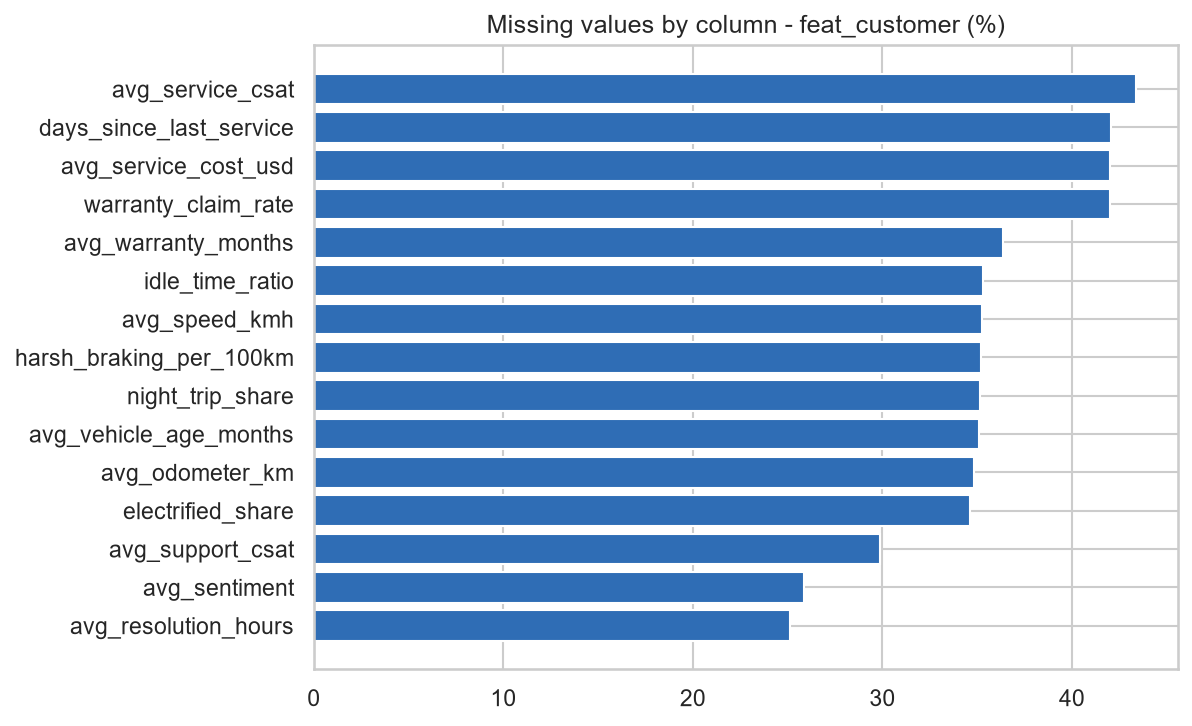 Missing values by column - feat_customer (%)
avg_service_csat
days_since_last_service
avg_service_cost_usd
warranty_claim_rate
avg_warranty_months
idle_time_ratio
avg_speed_kmh
harsh_braking_per_100km
night_trip_share
avg_vehicle_age_months
avg_odometer_km
electrified_share
avg_support_csat
avg_sentiment
avg_resolution_hours
0 10 20 30 40